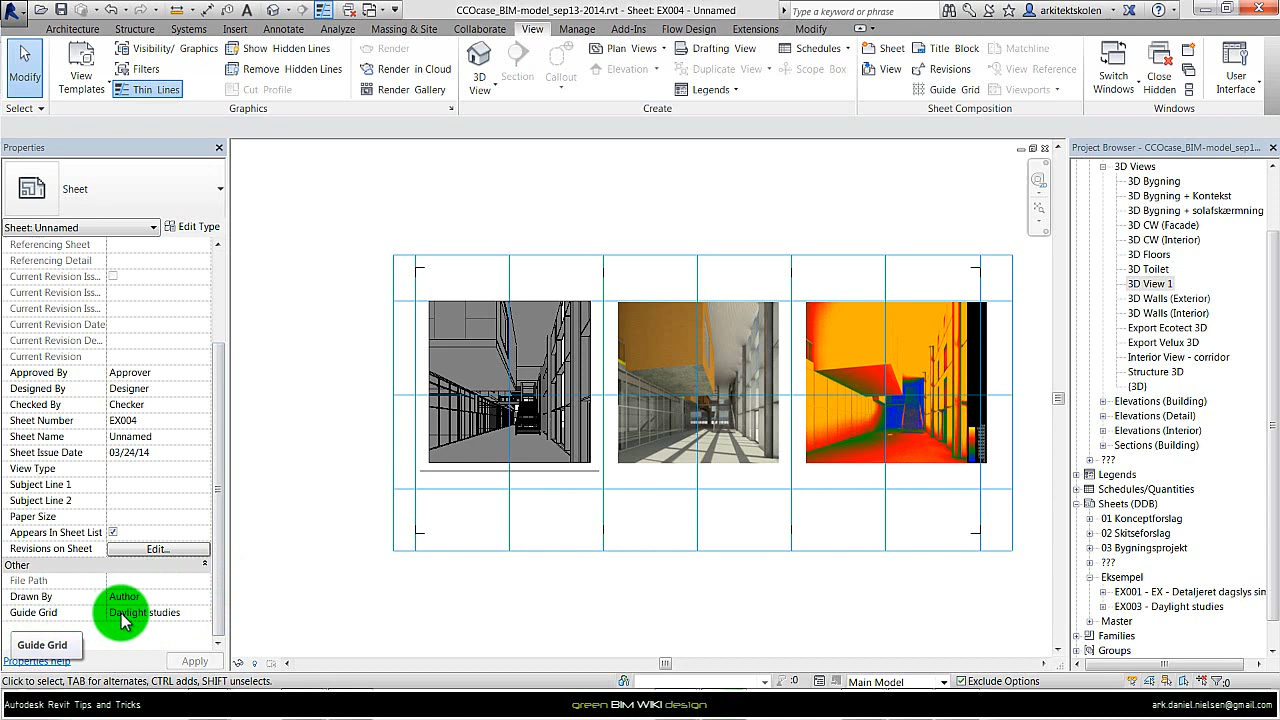 CCOcase_BIM-model_sep13-2014.rvt - Sheet: EX004 - Unnamed
Type a keyword or phrase
arkitektskolen
Architecture Structure Systems Insert Annotate Analyze Massing & Site Collaborate View Manage Add-Ins Flow Design Extensions Modify
Modify
Select
View Templates
Visibility/ Graphics
Filters
Thin Lines
Show Hidden Lines
Remove Hidden Lines
Cut Profile
Render
Render in Cloud
Render Gallery
Graphics
3D View
Section
Callout
Plan Views
Elevation
Drafting View
Duplicate View
Legends
Schedules
Scope Box
Create
Sheet
View
Title Block
Revisions
Guide Grid
Matchline
View Reference
Viewports
Sheet Composition
Switch Windows
Close Hidden
Windows
User Interface
Properties
Sheet
Sheet: Unnamed
Edit Type
Referencing Sheet
Referencing Detail
Current Revision Iss...
Current Revision Iss...
Current Revision Iss...
Current Revision Date
Current Revision De...
Current Revision
Approved By Approver
Designed By Designer
Checked By Checker
Sheet Number EX004
Sheet Name Unnamed
Sheet Issue Date 03/24/14
View Type
Subject Line 1
Subject Line 2
Paper Size
Appears In Sheet List
Revisions on Sheet Edit...
Other
File Path
Drawn By Author
Guide Grid Daylight studies
Guide Grid
Properties help
Apply
Project Browser - CCOcase_BIM-model_sep1...
3D Views
3D Bygning
3D Bygning + Kontekst
3D Bygning + solafskærmning
3D CW (Facade)
3D CW (Interior)
3D Floors
3D Toilet
3D View 1
3D Walls (Exterior)
3D Walls (Interior)
Export Ecotect 3D
Export Velux 3D
Interior View - corridor
Structure 3D
{3D}
Elevations (Building)
Elevations (Detail)
Elevations (Interior)
Sections (Building)
???
Legends
Schedules/Quantities
Sheets (DDB)
01 Konceptforslag
02 Skitseforslag
03 Bygningsprojekt
???
Eksempel
EX001 - EX - Detaljeret dagslys sim
EX003 - Daylight studies
Master
Families
Groups
Click to select, TAB for alternates, CTRL adds, SHIFT unselects.
:0
Main Model
Exclude Options
:0
Autodesk Revit Tips and Tricks
green BIM WIKI design
ark.daniel.nielsen@gmail.com